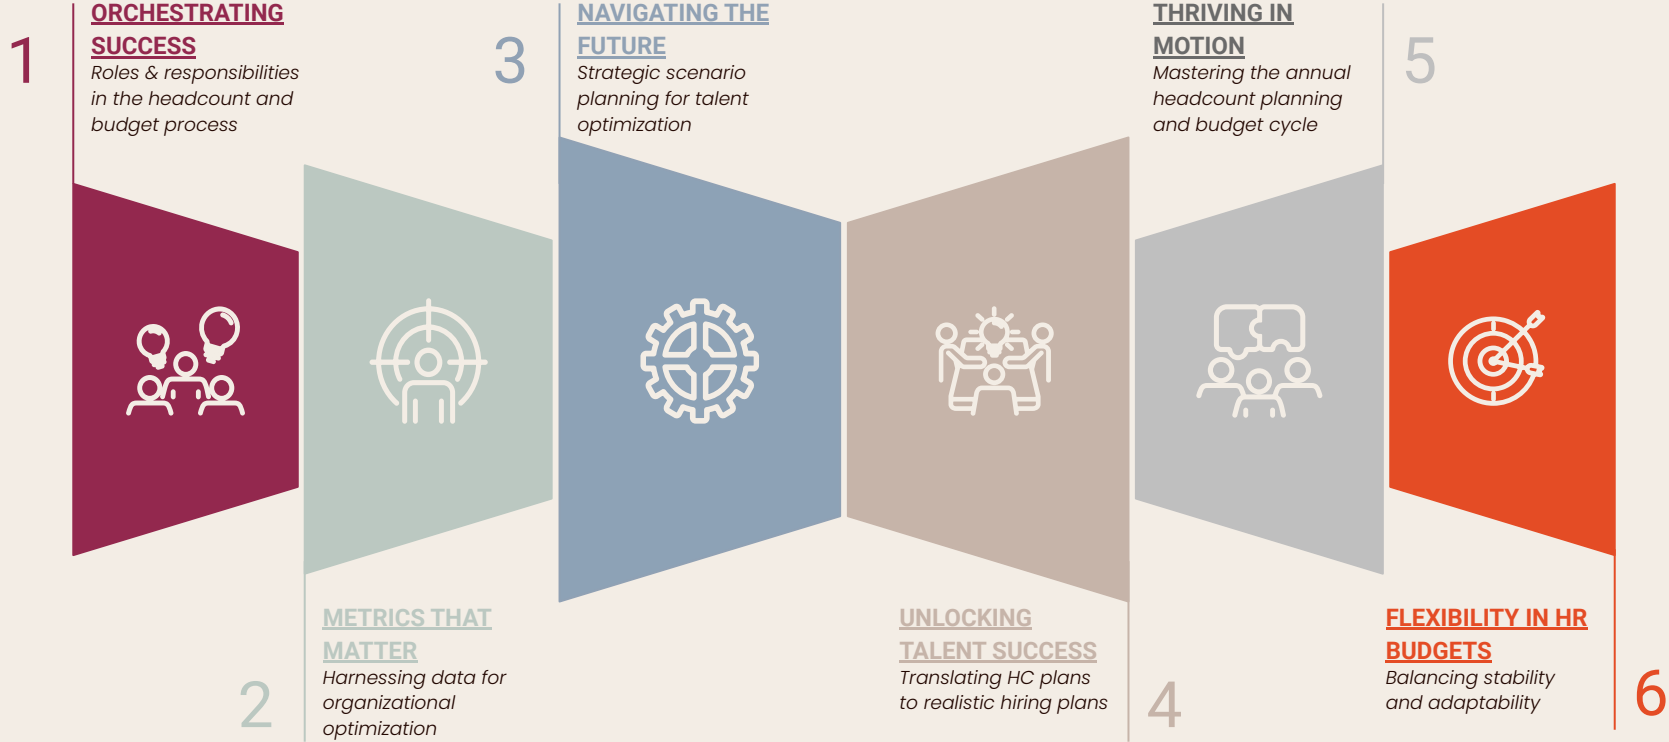 1
ORCHESTRATING
SUCCESS
Roles & responsibilities
in the headcount and
budget process
2
METRICS THAT
MATTER
Harnessing data for
organizational
optimization
3
NAVIGATING THE
FUTURE
Strategic scenario
planning for talent
optimization
4
UNLOCKING
TALENT SUCCESS
Translating HC plans
to realistic hiring plans
5
THRIVING IN
MOTION
Mastering the annual
headcount planning
and budget cycle
6
FLEXIBILITY IN HR
BUDGETS
Balancing stability
and adaptability